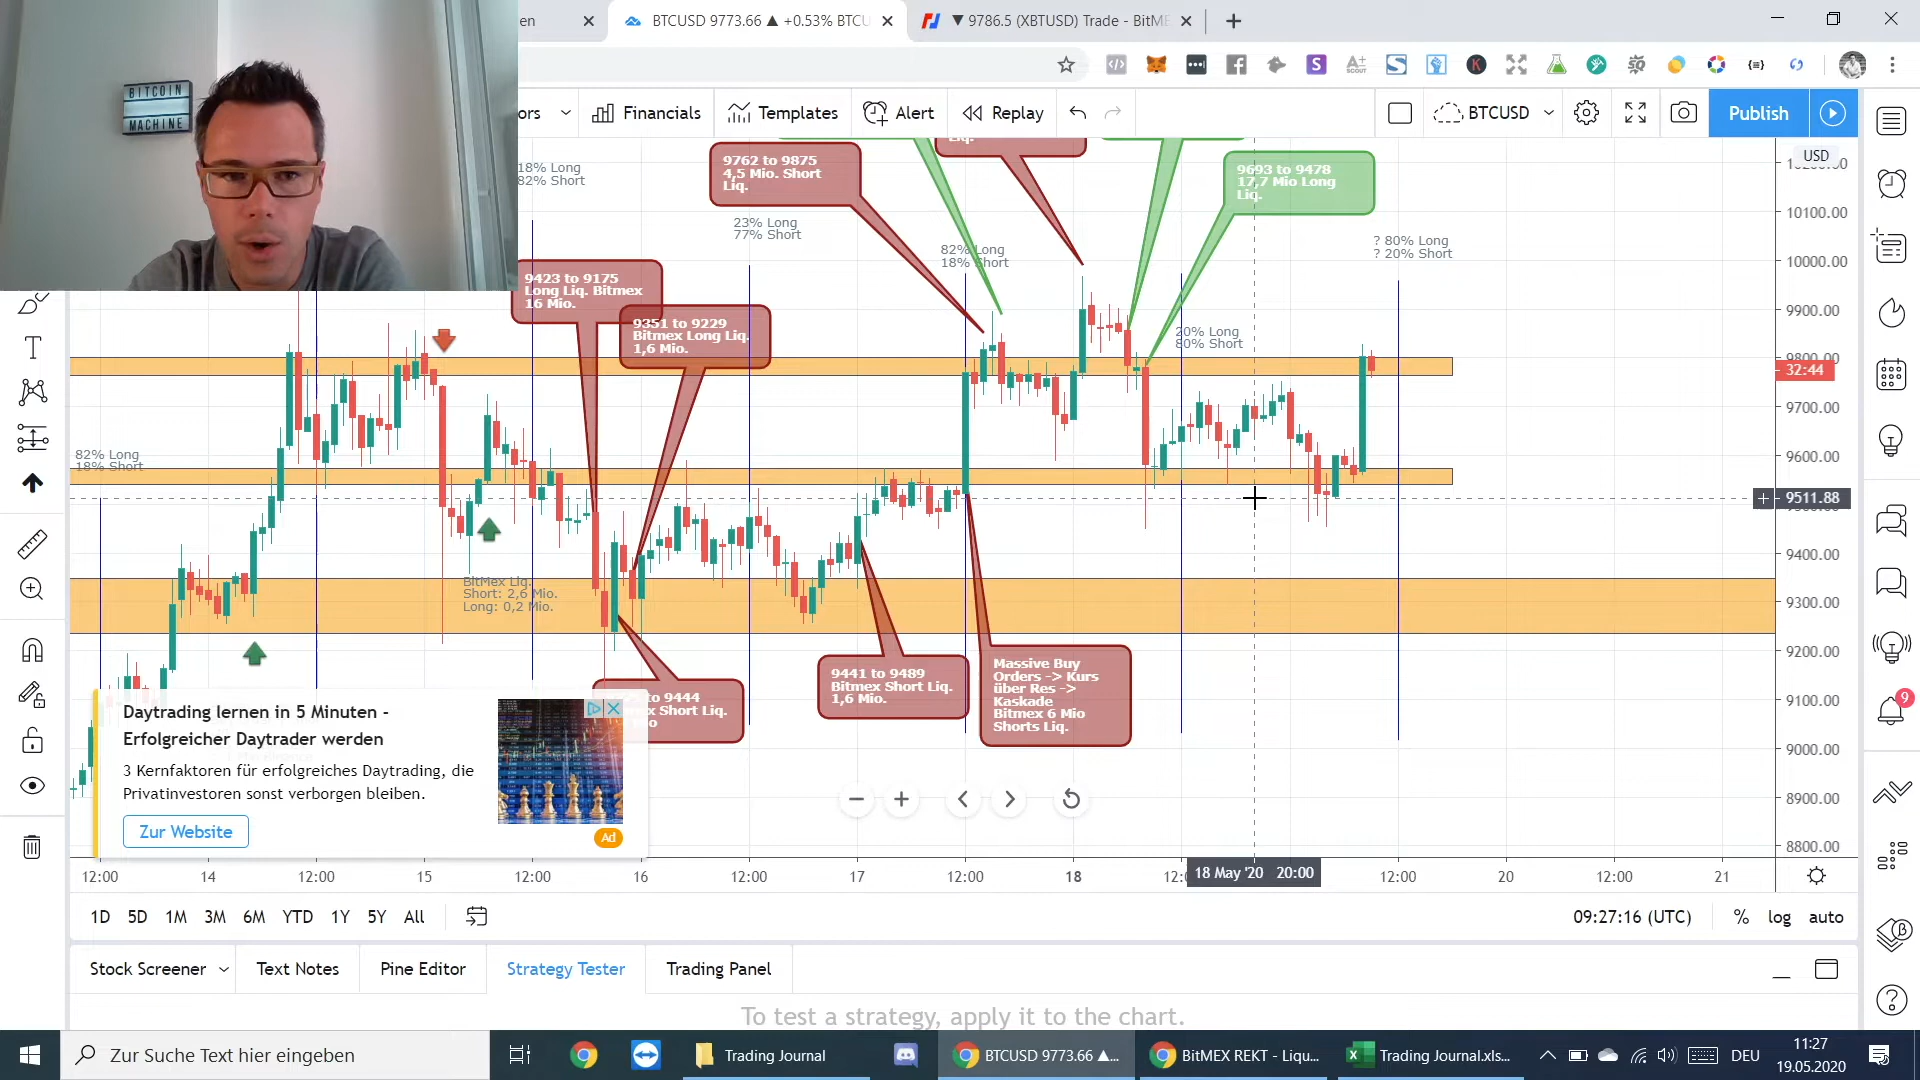 en
BTCUSD 9773.66 ▲ +0.53% BTCU
▼ 9786.5 (XBTUSD) Trade - BitME
BITCOIN
MACHINE
ors
Financials
Templates
Alert
Replay
BTCUSD
Publish
USD
18% Long
82% Short
9762 to 9875
4,5 Mio. Short
Liq.
Liq.
9693 to 9478
17,7 Mio Long
Liq.
23% Long
77% Short
82% Long
18% Short
? 80% Long
? 20% Short
9423 to 9175
Long Liq. Bitmex
16 Mio.
9351 to 9229
Bitmex Long Liq.
1,6 Mio.
20% Long
80% Short
82% Long
18% Short
BitMex Liq.
Short: 2,6 Mio.
Long: 0,2 Mio.
to 9444
Short Liq.
9441 to 9489
Bitmex Short Liq.
1,6 Mio.
Massive Buy
Orders -> Kurs
über Res ->
Kaskade
Bitmex 6 Mio
Shorts Liq.
10100.00
10000.00
9900.00
9800.00
32:44
9700.00
9600.00
9511.88
9400.00
9300.00
9200.00
9100.00
9000.00
8900.00
8800.00
9
Daytrading lernen in 5 Minuten -
Erfolgreicher Daytrader werden
3 Kernfaktoren für erfolgreiches Daytrading, die
Privatinvestoren sonst verborgen bleiben.
Zur Website
Ad
12:00 14 12:00 15 12:00 16 12:00 17 12:00 18 12:0 18 May '20 20:00 12:00 20 12:00 21
1D 5D 1M 3M 6M YTD 1Y 5Y All
09:27:16 (UTC) % log auto
Stock Screener Text Notes Pine Editor Strategy Tester Trading Panel
To test a strategy, apply it to the chart.
Zur Suche Text hier eingeben
Trading Journal
BTCUSD 9773.66 ▲...
BitMEX REKT - Liqu...
Trading Journal.xls...
DEU
11:27
19.05.2020